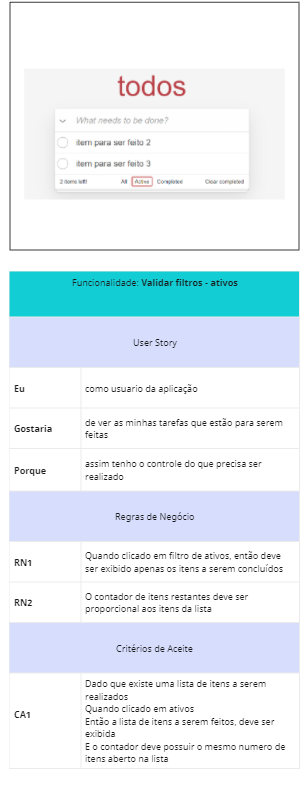 todos
What needs to be done?
item para ser feito 2
item para ser feito 3
2 items left! All Active Completed Clear completed
Funcionalidade: Validar filtros - ativos
User Story
Eu como usuario da aplicação
Gostaria de ver as minhas tarefas que estão para serem
feitas
Porque assim tenho o controle do que precisa ser
realizado
Regras de Negócio
RN1 Quando clicado em filtro de ativos, então deve
ser exibido apenas os itens a serem concluídos
RN2 O contador de itens restantes deve ser
proporcional aos itens da lista
Critérios de Aceite
CA1 Dado que existe uma lista de itens a serem
realizados
Quando clicado em ativos
Então a lista de itens a serem feitos, deve ser
exibida
E o contador deve possuir o mesmo numero de
itens aberto na lista